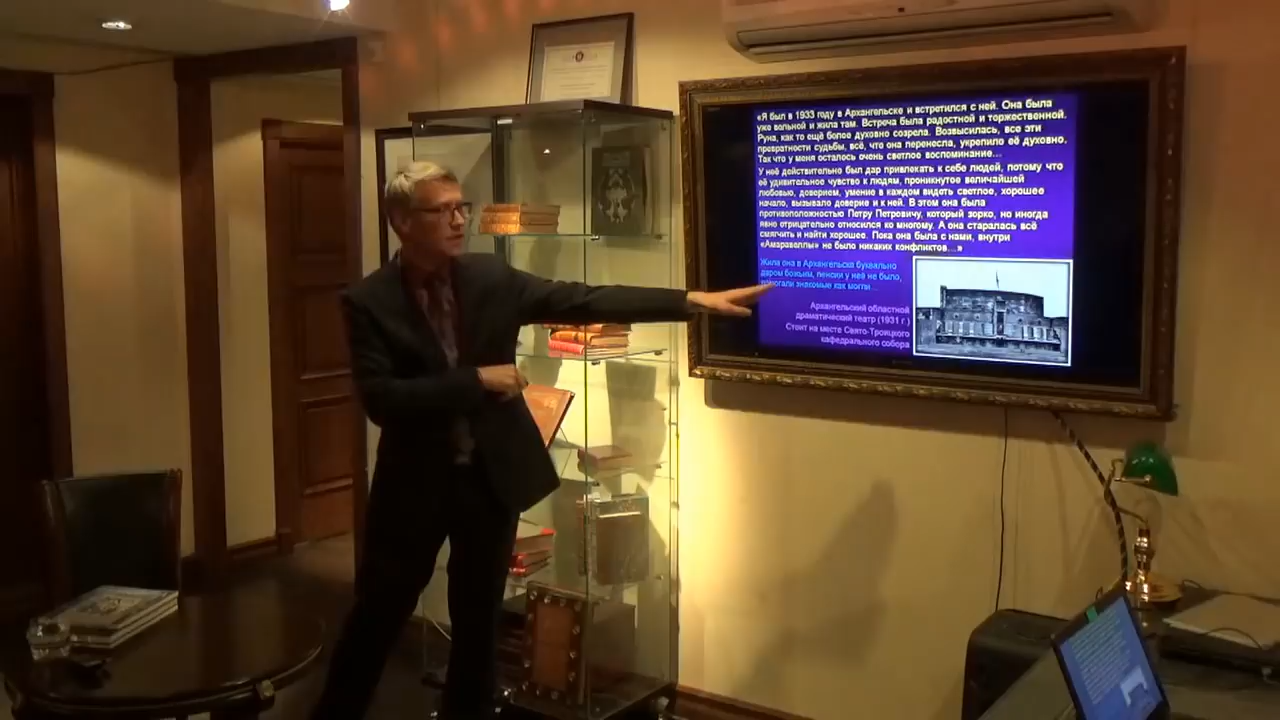 «Я был в 1933 году в Архангельске и встретился с ней. Она была
уже вольной и жила там. Встреча была радостной и торжественной.
Руна, как то ещё более духовно созрела. Возвысилась, все эти
превратности судьбы, всё, что она перенесла, укрепило её духовно.
Так что у меня осталось очень светлое воспоминание...
У неё действительно был дар привлекать к себе людей, потому что
её удивительное чувство к людям, проникнутое величайшей
любовью, доверием, умение в каждом видеть светлое, хорошее
начало, вызывало доверие и к ней. В этом она была
противоположностью Петру Петровичу, который зорко, но иногда
явно отрицательно относился ко многому. А она старалась всё
смягчить и найти хорошее. Пока она была с нами, внутри
«Амаравеллы» не было никаких конфликтов...»
Жила она в Архангельске буквально
даром божьим, пенсии у неё не было,
помогали знакомые как могли...
Архангельский областной
драматический театр (1931 г.)
Стоит на месте Свято-Троицкого
кафедрального собора